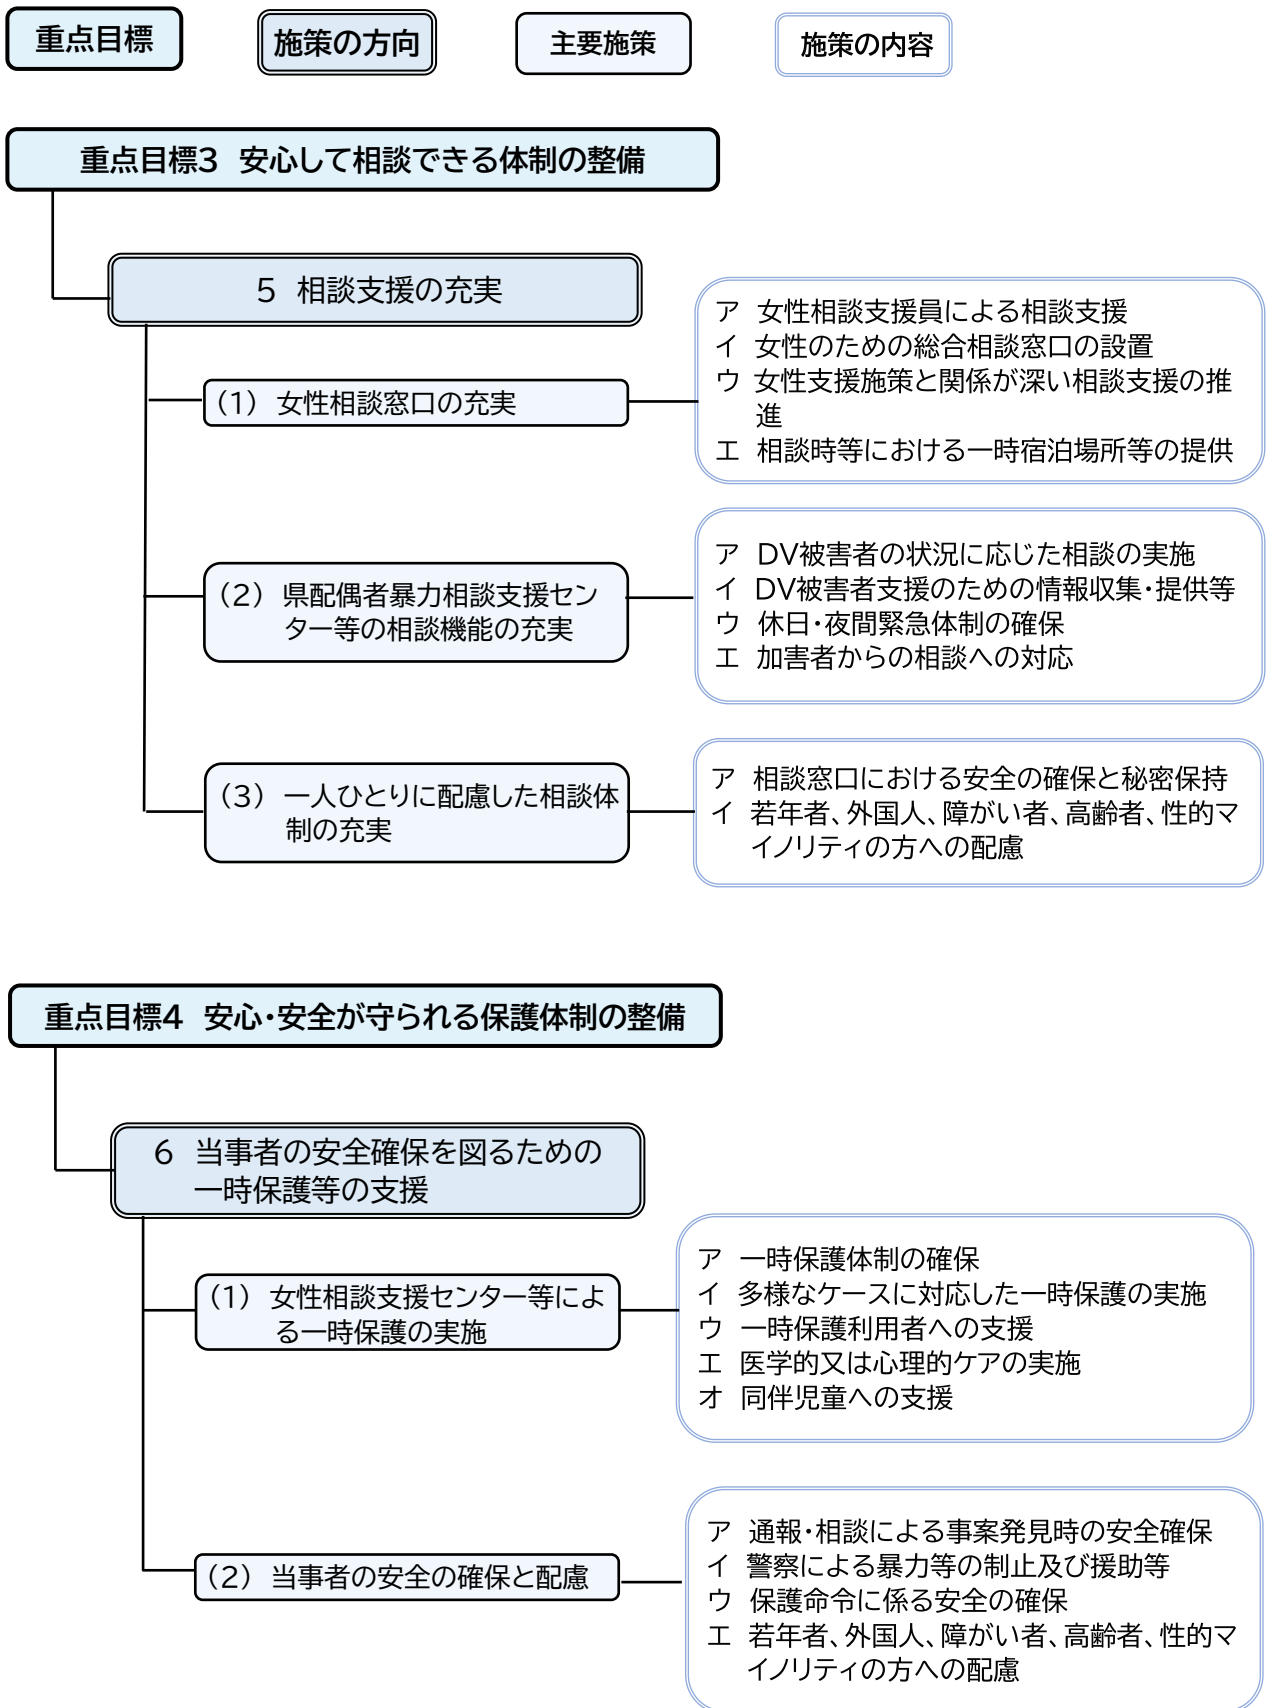 重点目標
施策の方向
主要施策
施策の内容
重点目標3 安心して相談できる体制の整備
5 相談支援の充実
(1) 女性相談窓口の充実
ア 女性相談支援員による相談支援
イ 女性のための総合相談窓口の設置
ウ 女性支援施策と関係が深い相談支援の推
進
エ 相談時等における一時宿泊場所等の提供
(2) 県配偶者暴力相談支援セン
ター等の相談機能の充実
ア DV被害者の状況に応じた相談の実施
イ DV被害者支援のための情報収集・提供等
ウ 休日・夜間緊急体制の確保
エ 加害者からの相談への対応
(3) 一人ひとりに配慮した相談体
制の充実
ア 相談窓口における安全の確保と秘密保持
イ 若年者、外国人、障がい者、高齢者、性的マ
イノリティの方への配慮
重点目標4 安心・安全が守られる保護体制の整備
6 当事者の安全確保を図るための
一時保護等の支援
(1) 女性相談支援センター等によ
る一時保護の実施
ア 一時保護体制の確保
イ 多様なケースに対応した一時保護の実施
ウ 一時保護利用者への支援
エ 医学的又は心理的ケアの実施
オ 同伴児童への支援
(2) 当事者の安全の確保と配慮
ア 通報・相談による事案発見時の安全確保
イ 警察による暴力等の制止及び援助等
ウ 保護命令に係る安全の確保
エ 若年者、外国人、障がい者、高齢者、性的マ
イノリティの方への配慮